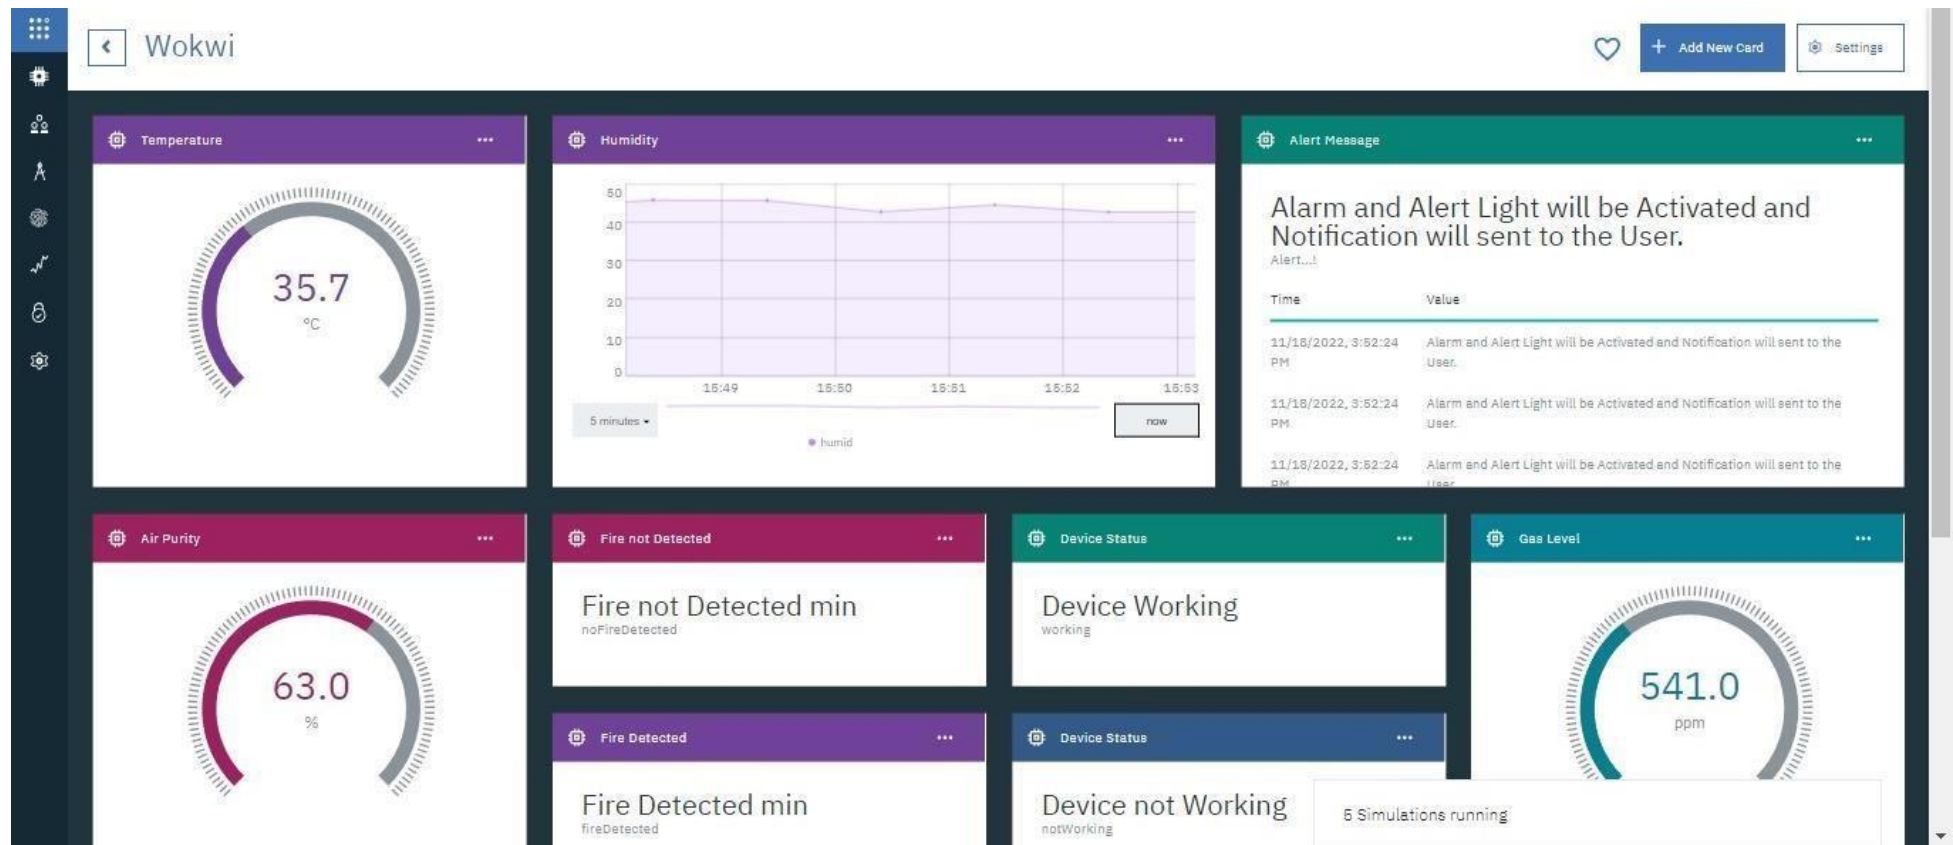 Wokwi
+ Add New Card
Settings
Temperature
35.7
°C
Humidity
50
40
30
20
10
0
15:49 15:50 15:51 15:52 15:53
5 minutes
now
humid
Alert Message
Alarm and Alert Light will be Activated and
Notification will sent to the User.
Alert...!
Time Value
11/18/2022, 3:52:24 Alarm and Alert Light will be Activated and Notification will sent to the
PM User.
11/18/2022, 3:52:24 Alarm and Alert Light will be Activated and Notification will sent to the
PM User.
11/18/2022, 3:52:24 Alarm and Alert Light will be Activated and Notification will sent to the
PM User
Air Purity
63.0
%
Fire not Detected
Fire not Detected min
noFireDetected
Device Status
Device Working
working
Gas Level
541.0
ppm
Fire Detected
Fire Detected min
fireDetected
Device Status
Device not Working
notWorking
5 Simulations running